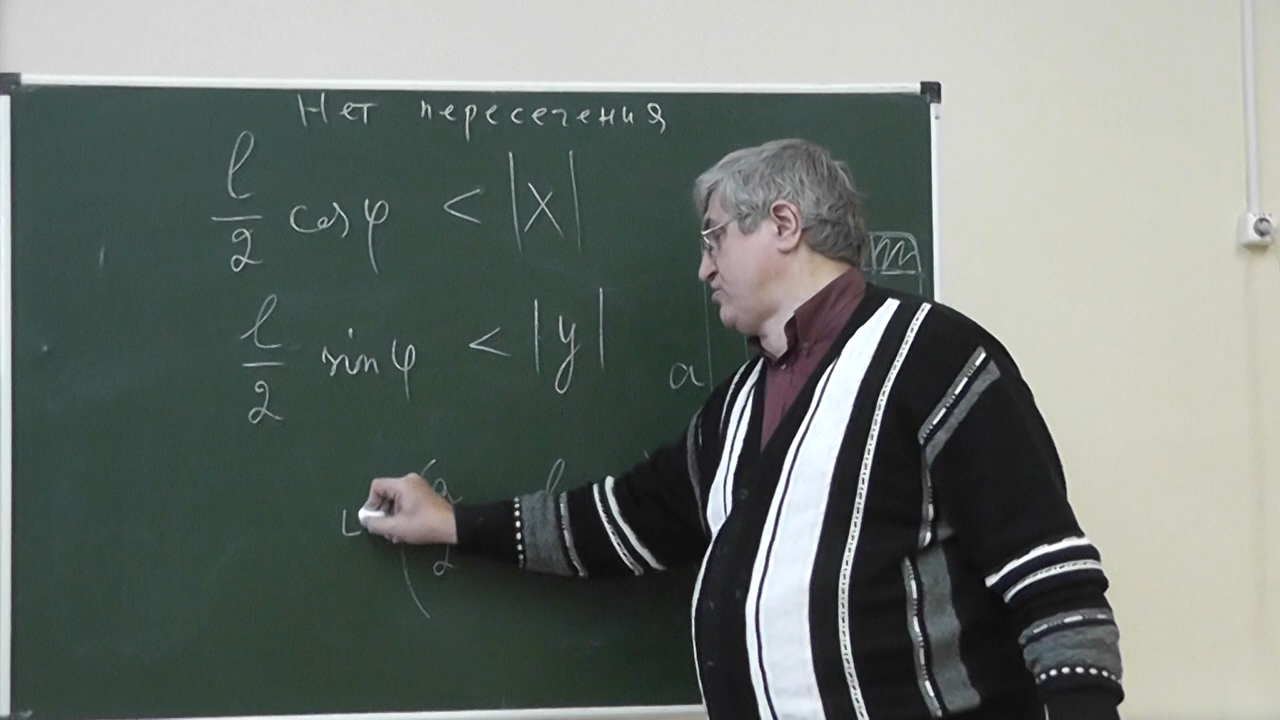 Нет пересечения
l/2 cos φ < |x|
l/2 sin φ < |y|
a